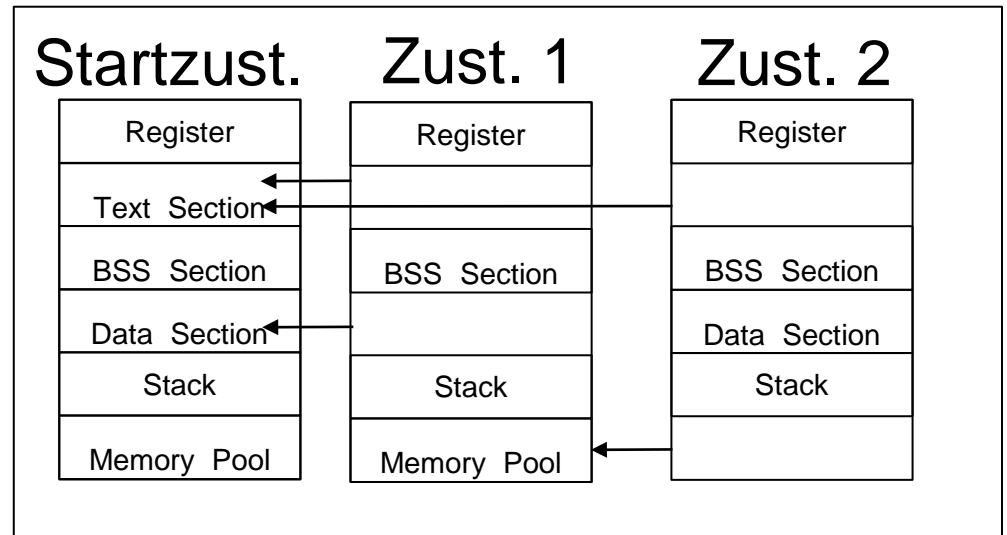 Startzust. Zust. 1 Zust. 2
Register Register Register
Text Section
BSS Section BSS Section BSS Section
Data Section Data Section
Stack Stack Stack
Memory Pool Memory Pool